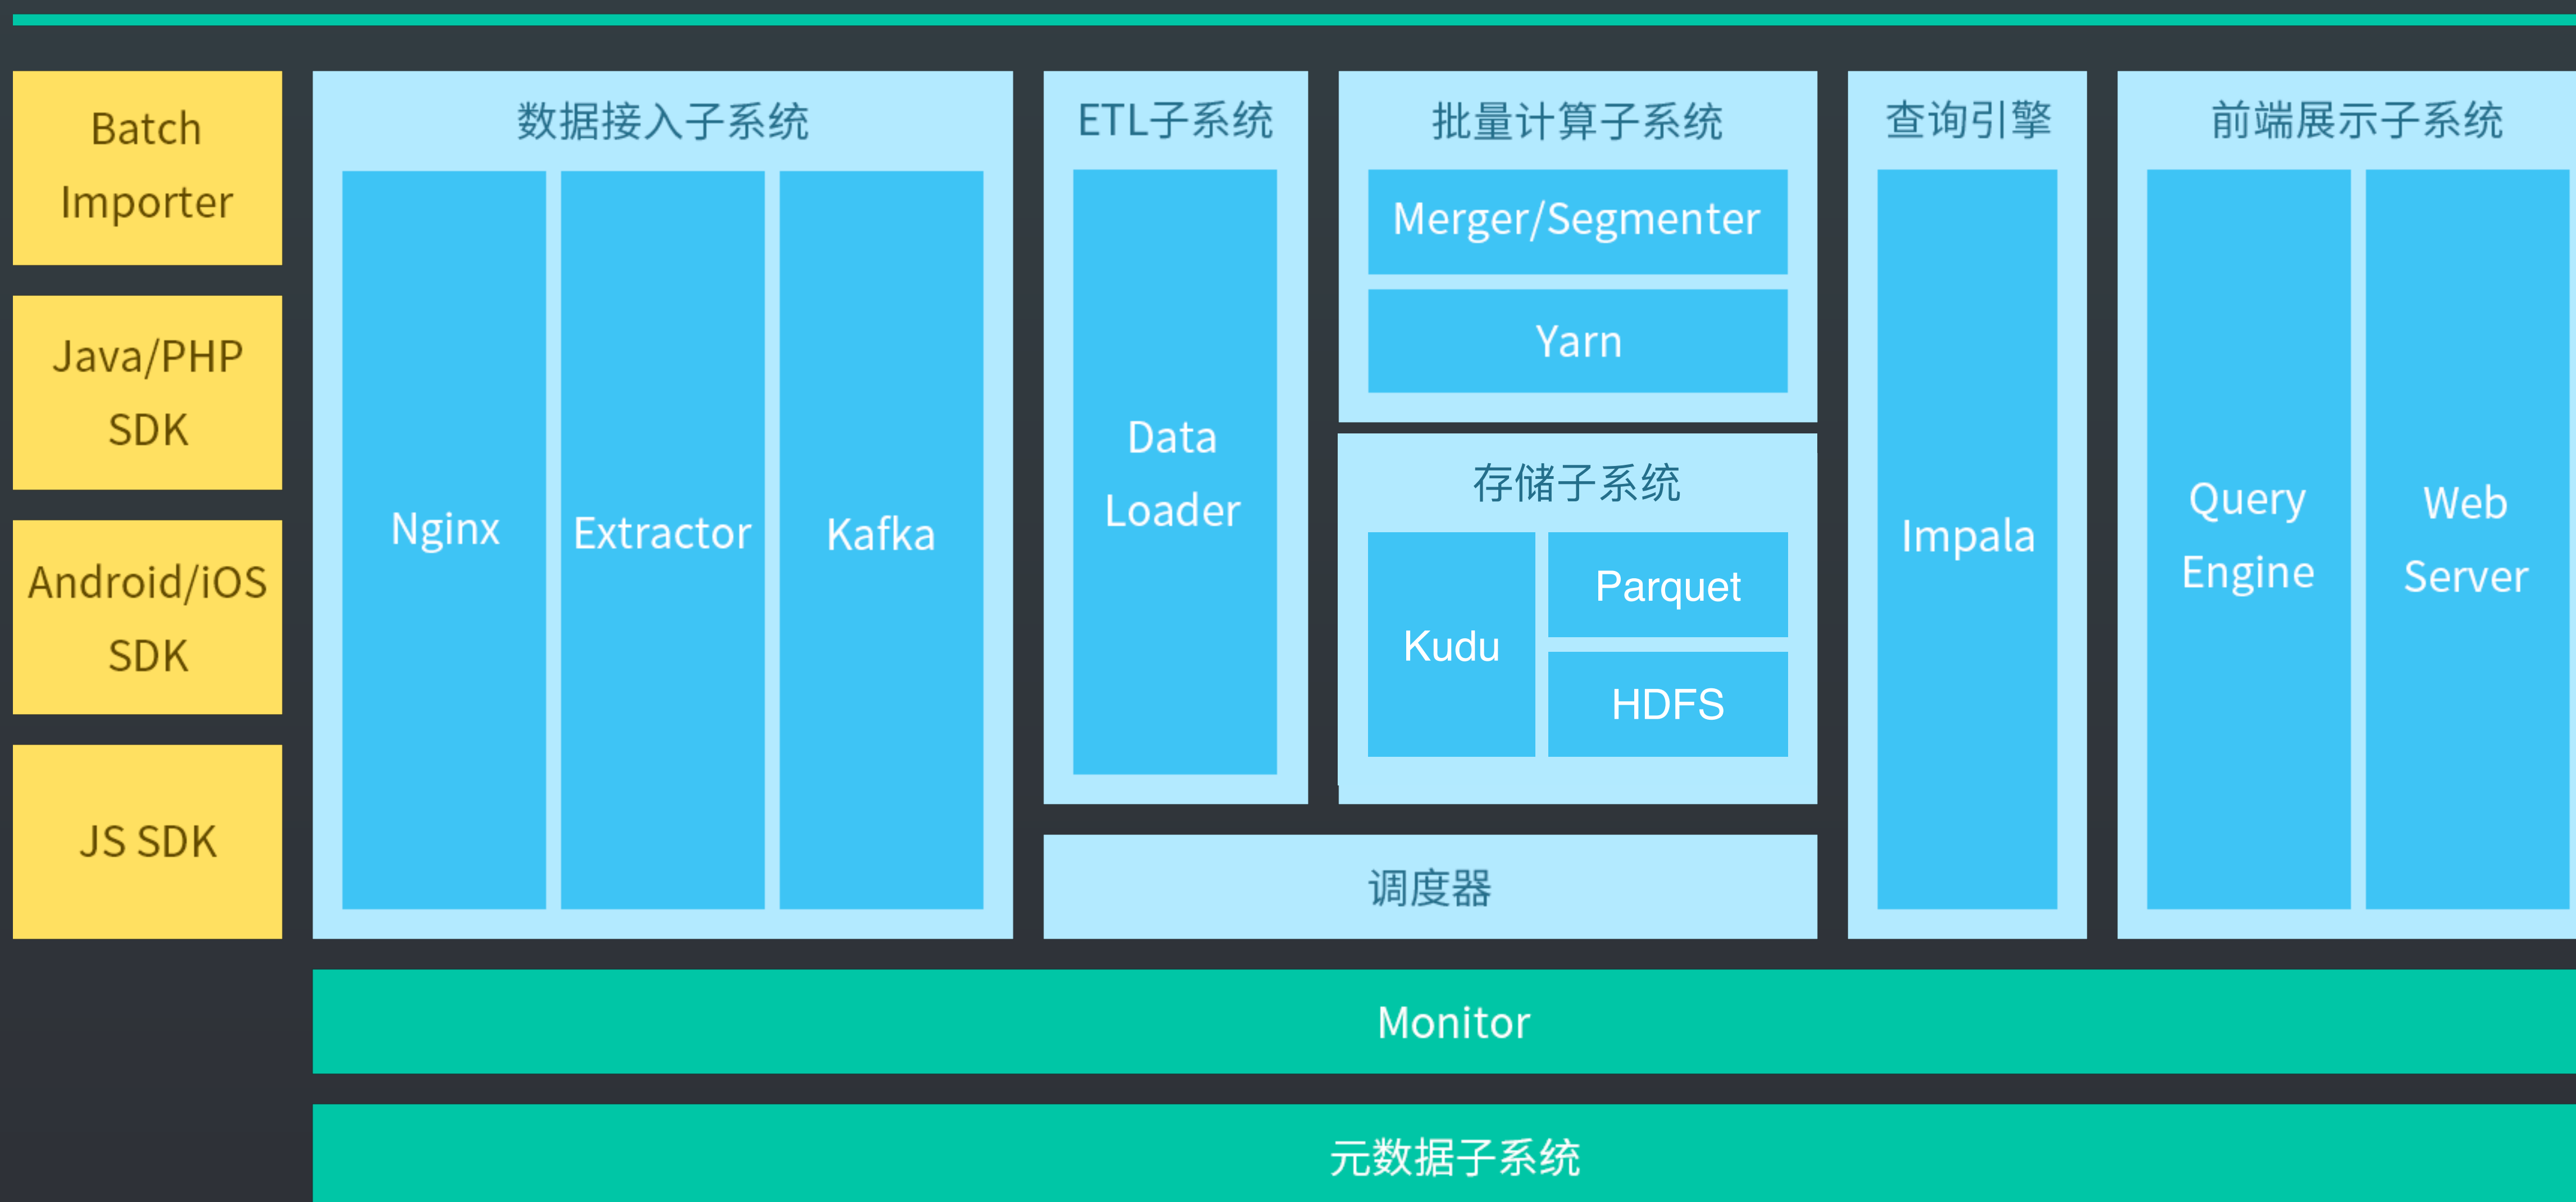 Batch
Importer
Java/PHP
SDK
Android/iOS
SDK
JS SDK
数据接入子系统
Nginx
Extractor
Kafka
ETL子系统
Data
Loader
批量计算子系统
Merger/Segmenter
Yarn
存储子系统
Kudu
Parquet
HDFS
调度器
查询引擎
Impala
前端展示子系统
Query
Engine
Web
Server
Monitor
元数据子系统